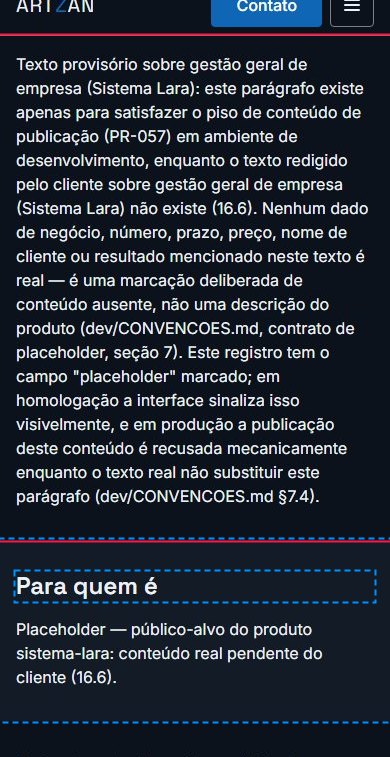 ARTZAN
Contato
Texto provisório sobre gestão geral de
empresa (Sistema Lara): este parágrafo existe
apenas para satisfazer o piso de conteúdo de
publicação (PR-057) em ambiente de
desenvolvimento, enquanto o texto redigido
pelo cliente sobre gestão geral de empresa
(Sistema Lara) não existe (16.6). Nenhum dado
de negócio, número, prazo, preço, nome de
cliente ou resultado mencionado neste texto é
real — é uma marcação deliberada de
conteúdo ausente, não uma descrição do
produto (dev/CONVENCOES.md, contrato de
placeholder, seção 7). Este registro tem o
campo "placeholder" marcado; em
homologação a interface sinaliza isso
visivelmente, e em produção a publicação
deste conteúdo é recusada mecanicamente
enquanto o texto real não substituir este
parágrafo (dev/CONVENCOES.md §7.4).
Para quem é
Placeholder — público-alvo do produto
sistema-lara: conteúdo real pendente do
cliente (16.6).